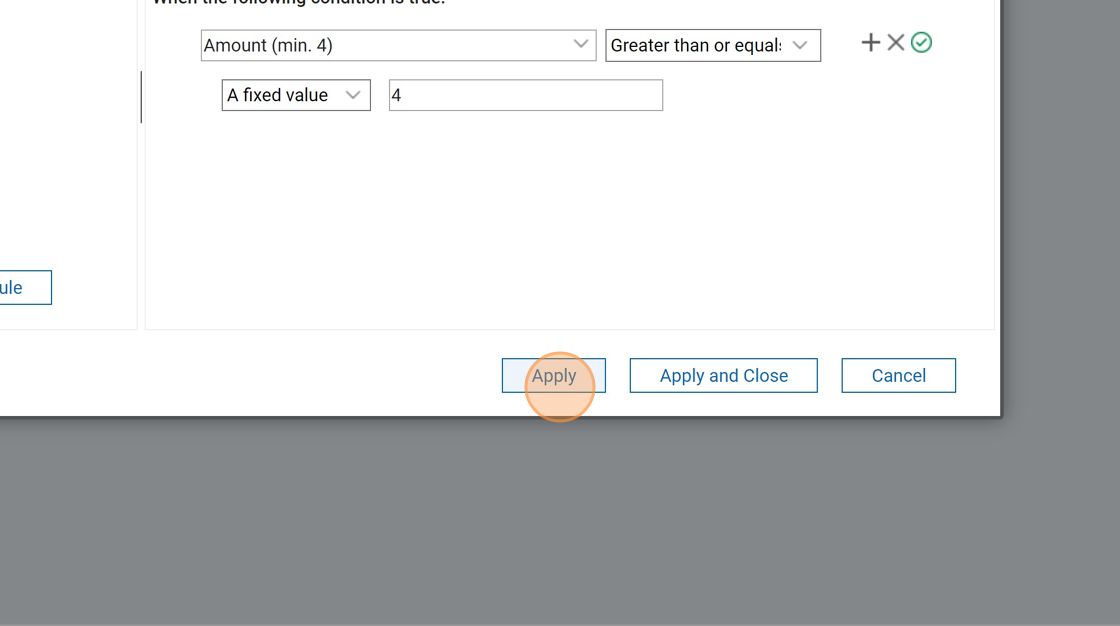 When the following condition is true:
Amount (min. 4) Greater than or equal
A fixed value 4
ule
Apply Apply and Close Cancel